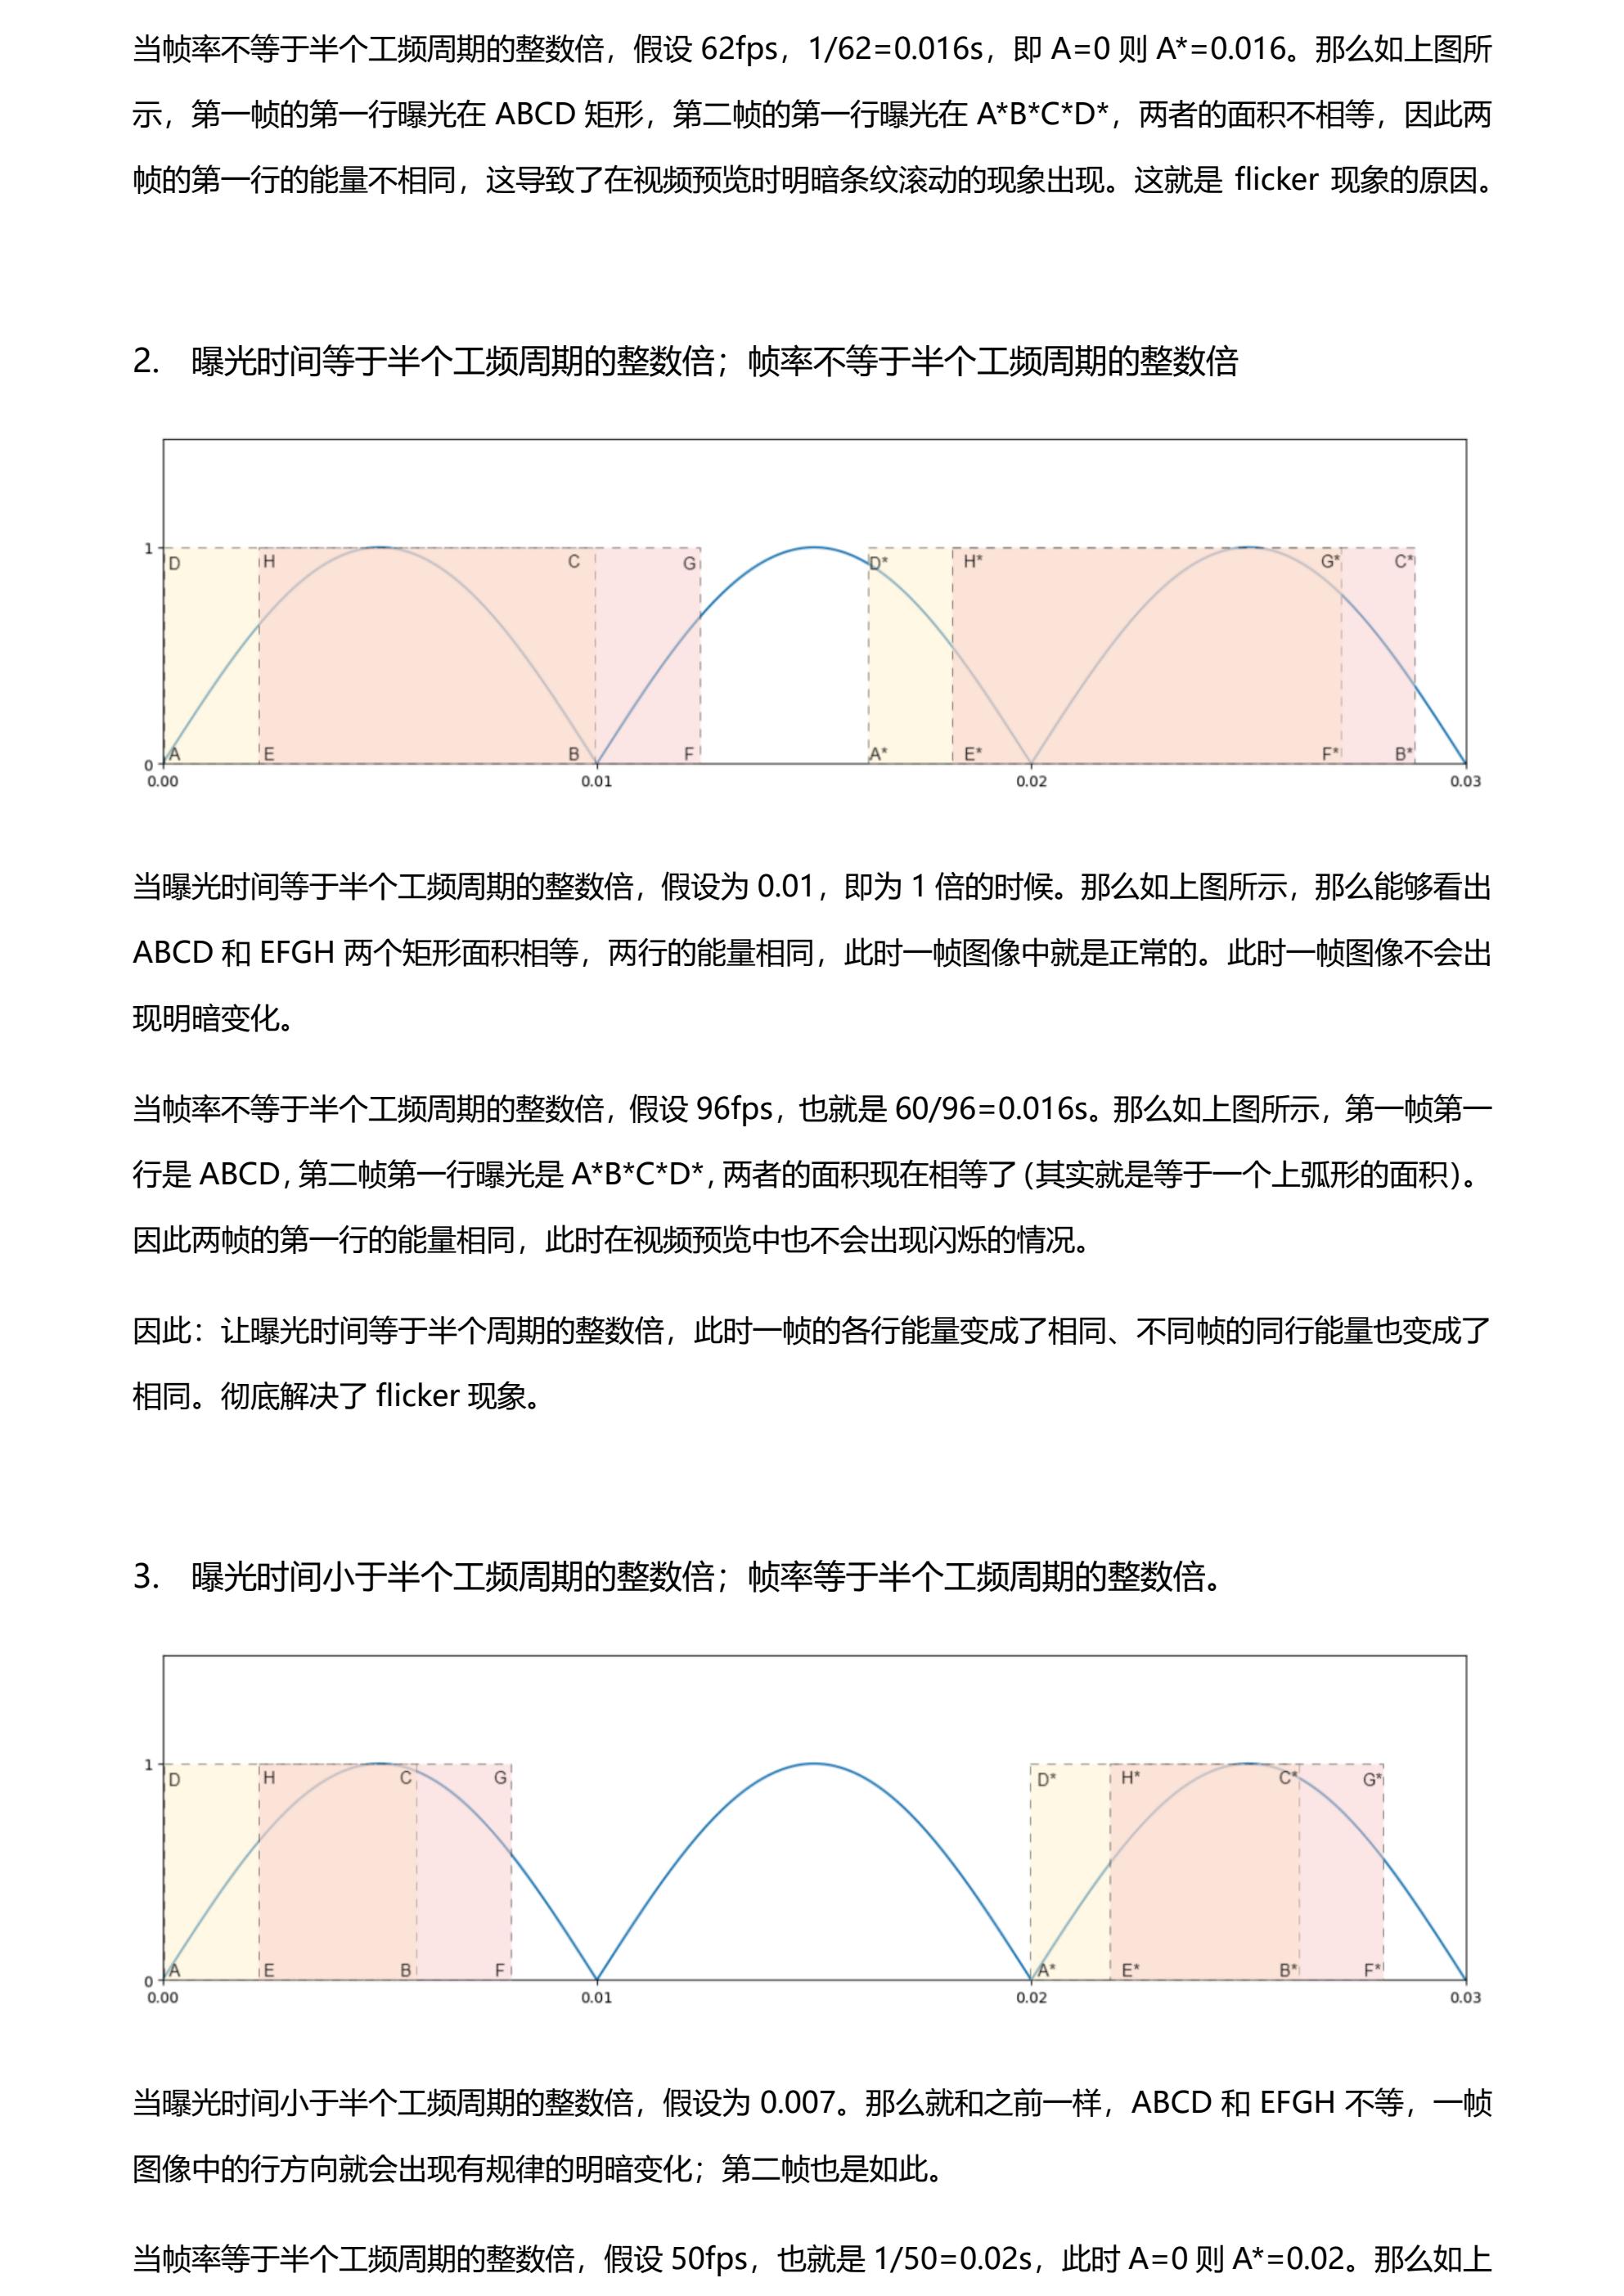 当帧率不等于半个工频周期的整数倍，假设 62fps，1/62=0.016s，即 A=0 则 A*=0.016。那么如上图所
示，第一帧的第一行曝光在 ABCD 矩形，第二帧的第一行曝光在 A*B*C*D*，两者的面积不相等，因此两
帧的第一行的能量不相同，这导致了在视频预览时明暗条纹滚动的现象出现。这就是 flicker 现象的原因。
2. 曝光时间等于半个工频周期的整数倍；帧率不等于半个工频周期的整数倍
1
D H C G D* H* G* C*
A E B F A* E* F* B*
0
0.00 0.01 0.02 0.03
当曝光时间等于半个工频周期的整数倍，假设为 0.01，即为 1 倍的时候。那么如上图所示，那么能够看出
ABCD 和 EFGH 两个矩形面积相等，两行的能量相同，此时一帧图像中就是正常的。此时一帧图像不会出
现明暗变化。
当帧率不等于半个工频周期的整数倍，假设 96fps，也就是 60/96=0.016s。那么如上图所示，第一帧第一
行是 ABCD，第二帧第一行曝光是 A*B*C*D*，两者的面积现在相等了（其实就是等于一个上弧形的面积）。
因此两帧的第一行的能量相同，此时在视频预览中也不会出现闪烁的情况。
因此：让曝光时间等于半个周期的整数倍，此时一帧的各行能量变成了相同、不同帧的同行能量也变成了
相同。彻底解决了 flicker 现象。
3. 曝光时间小于半个工频周期的整数倍；帧率等于半个工频周期的整数倍。
1
D H C G D* H* C* G*
A E B F A* E* B* F*
0
0.00 0.01 0.02 0.03
当曝光时间小于半个工频周期的整数倍，假设为 0.007。那么就和之前一样，ABCD 和 EFGH 不等，一帧
图像中的行方向就会出现有规律的明暗变化；第二帧也是如此。
当帧率等于半个工频周期的整数倍，假设 50fps，也就是 1/50=0.02s，此时 A=0 则 A*=0.02。那么如上